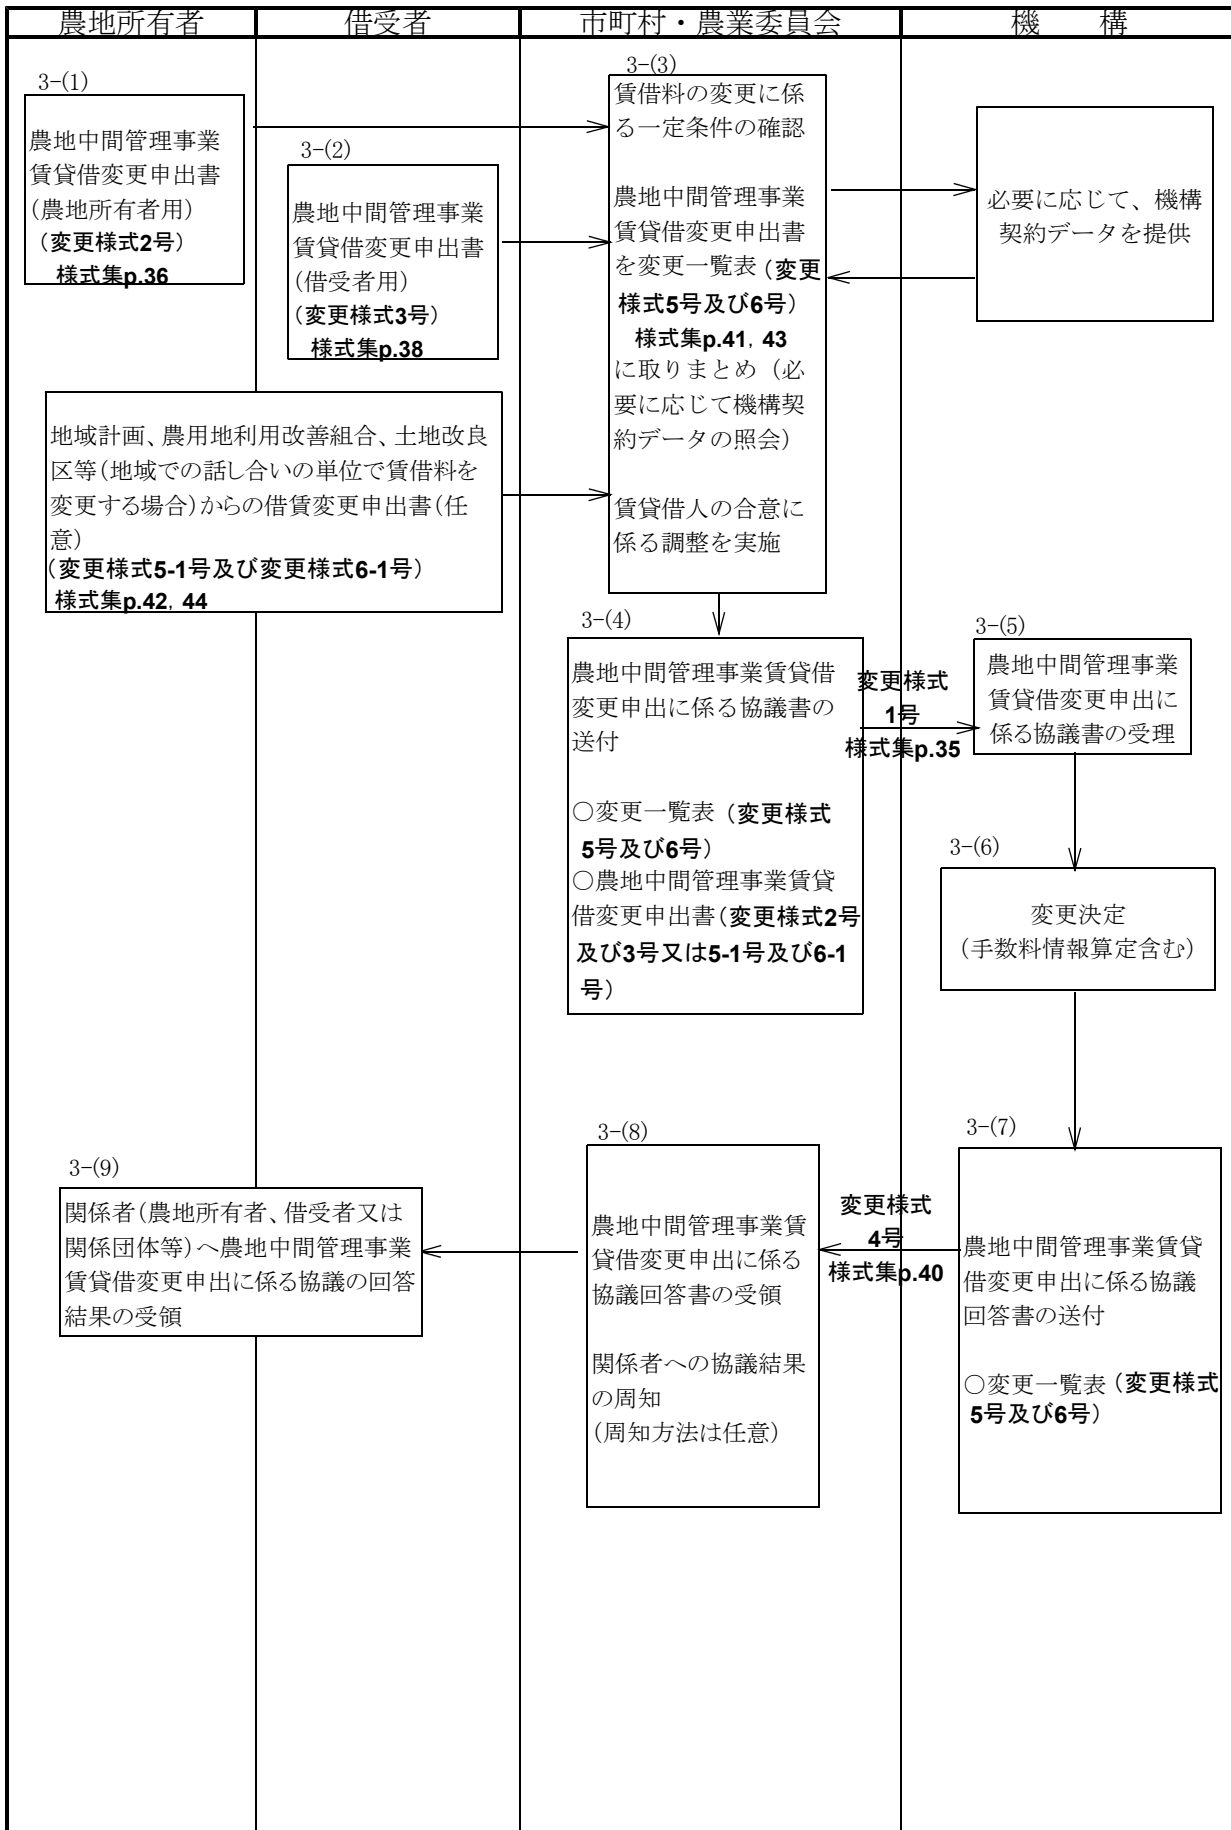 農地所有者
借受者
市町村・農業委員会
機　構
3-(1)
農地中間管理事業
賃貸借変更申出書
(農地所有者用)
(変更様式2号)
様式集p.36
3-(2)
農地中間管理事業
賃貸借変更申出書
(借受者用)
(変更様式3号)
様式集p.38
地域計画、農用地利用改善組合、土地改良
区等(地域での話し合いの単位で賃借料を
変更する場合)からの借賃変更申出書(任
意)
(変更様式5-1号及び変更様式6-1号)
様式集p.42, 44
3-(3)
賃借料の変更に係
る一定条件の確認
農地中間管理事業
賃貸借変更申出書
を変更一覧表(変更
様式5号及び6号)
様式集p.41, 43
に取りまとめ（必
要に応じて機構契
約データの照会）
賃貸借人の合意に
係る調整を実施
必要に応じて、機構
契約データを提供
3-(4)
農地中間管理事業賃貸借
変更申出に係る協議書の
送付
○変更一覧表（変更様式
5号及び6号）
○農地中間管理事業賃貸
借変更申出書(変更様式2号
及び3号又は5-1号及び6-1
号)
変更様式
1号
様式集p.35
3-(5)
農地中間管理事業
賃貸借変更申出に
係る協議書の受理
3-(6)
変更決定
(手数料情報算定含む)
3-(7)
農地中間管理事業賃貸
借変更申出に係る協議
回答書の送付
○変更一覧表(変更様式
5号及び6号)
変更様式
4号
様式集p.40
3-(8)
農地中間管理事業賃
貸借変更申出に係る
協議回答書の受領
関係者への協議結果
の周知
(周知方法は任意)
3-(9)
関係者(農地所有者、借受者又は
関係団体等)へ農地中間管理事業
賃貸借変更申出に係る協議の回答
結果の受領